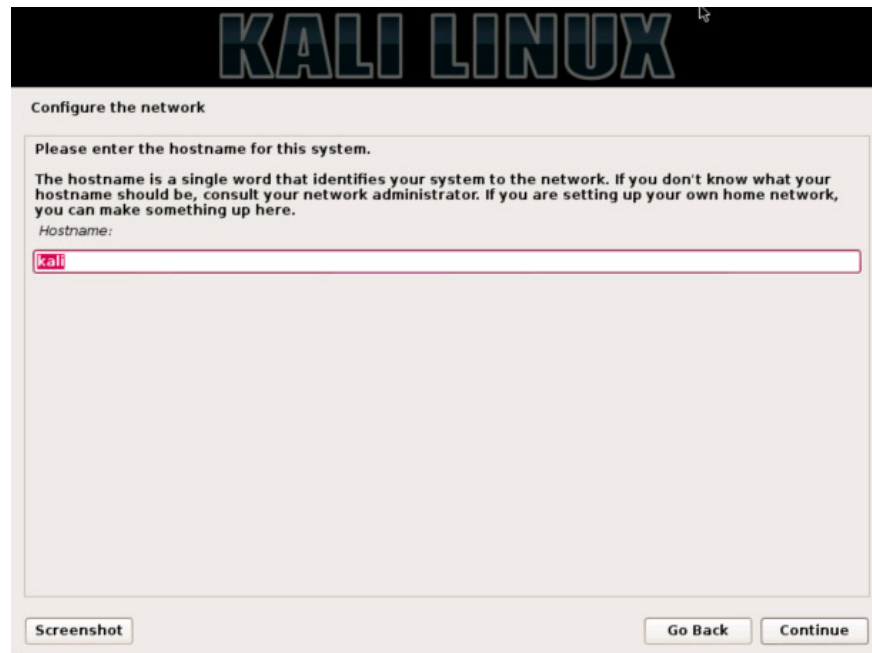 KALI LINUX
Configure the network
Please enter the hostname for this system.
The hostname is a single word that identifies your system to the network. If you don't know what your
hostname should be, consult your network administrator. If you are setting up your own home network,
you can make something up here.
Hostname:
kali
Screenshot
Go Back
Continue